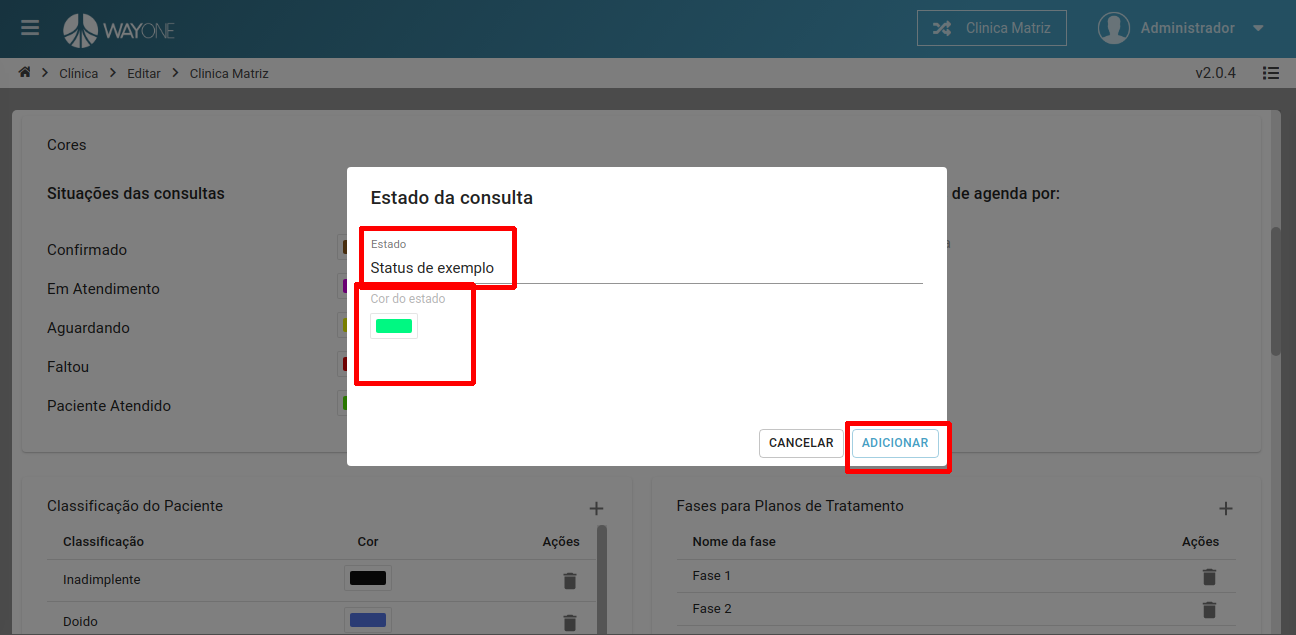 WAYONE
Clinica Matriz
Administrador
Clínica
Editar
Clinica Matriz
v2.0.4
Cores
Situações das consultas
de agenda por:
Confirmado
Em Atendimento
Aguardando
Faltou
Paciente Atendido
Estado da consulta
Estado
Status de exemplo
Cor do estado
CANCELAR
ADICIONAR
Classificação do Paciente
Classificação
Cor
Ações
Inadimplente
Doido
Fases para Planos de Tratamento
Nome da fase
Ações
Fase 1
Fase 2